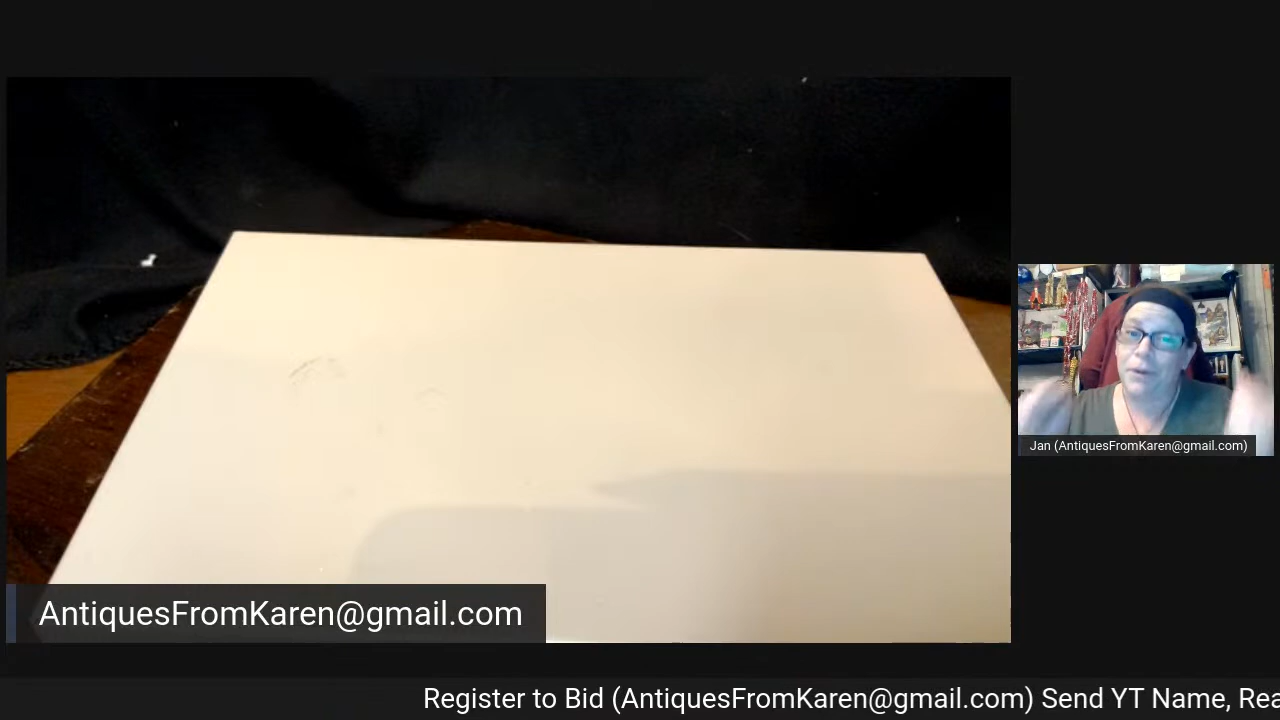 Jan (AntiquesFromKaren@gmail.com)
AntiquesFromKaren@gmail.com
Register to Bid (AntiquesFromKaren@gmail.com) Send YT Name,